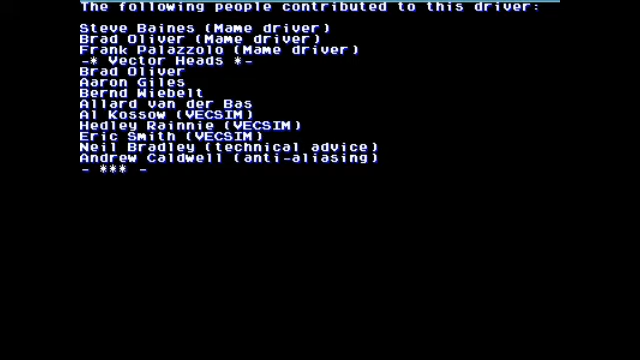 The following people contributed to this driver:
Steve Baines (Mame driver)
Brad Oliver (Mame driver)
Frank Palazzolo (Mame driver)
-* Vector Heads *-
Brad Oliver
Aaron Giles
Bernd Wiebelt
Allard van der Bas
Al Kossow (VECSIM)
Hedley Rainnie (VECSIM)
Eric Smith (VECSIM)
Neil Bradley (technical advice)
Andrew Caldwell (anti-aliasing)
- *** -